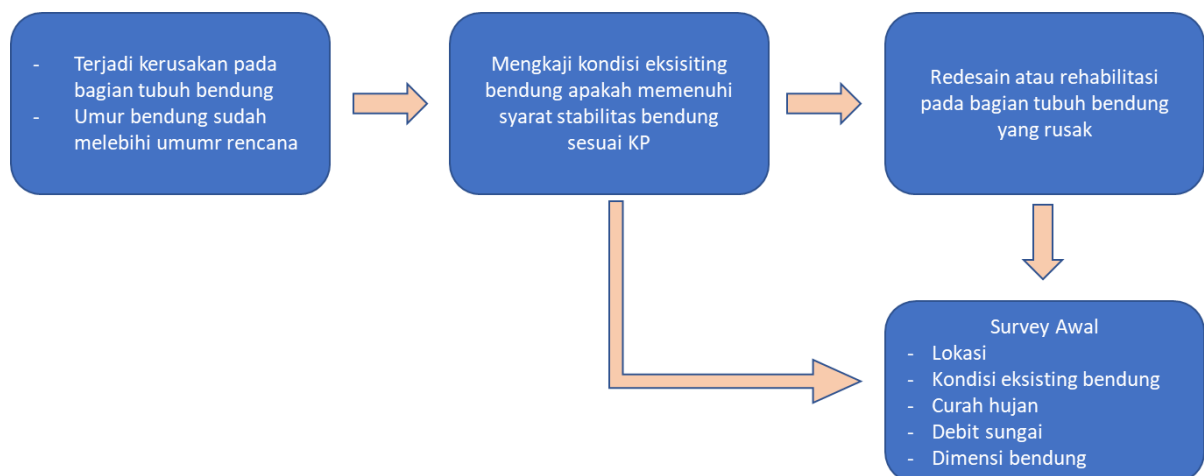 - Terjadi kerusakan pada
bagian tubuh bendung
- Umur bendung sudah
melebihi umumr rencana
Mengkaji kondisi eksisiting
bendung apakah memenuhi
syarat stabilitas bendung
sesuai KP
Redesain atau rehabilitasi
pada bagian tubuh bendung
yang rusak
Survey Awal
- Lokasi
- Kondisi eksisting bendung
- Curah hujan
- Debit sungai
- Dimensi bendung